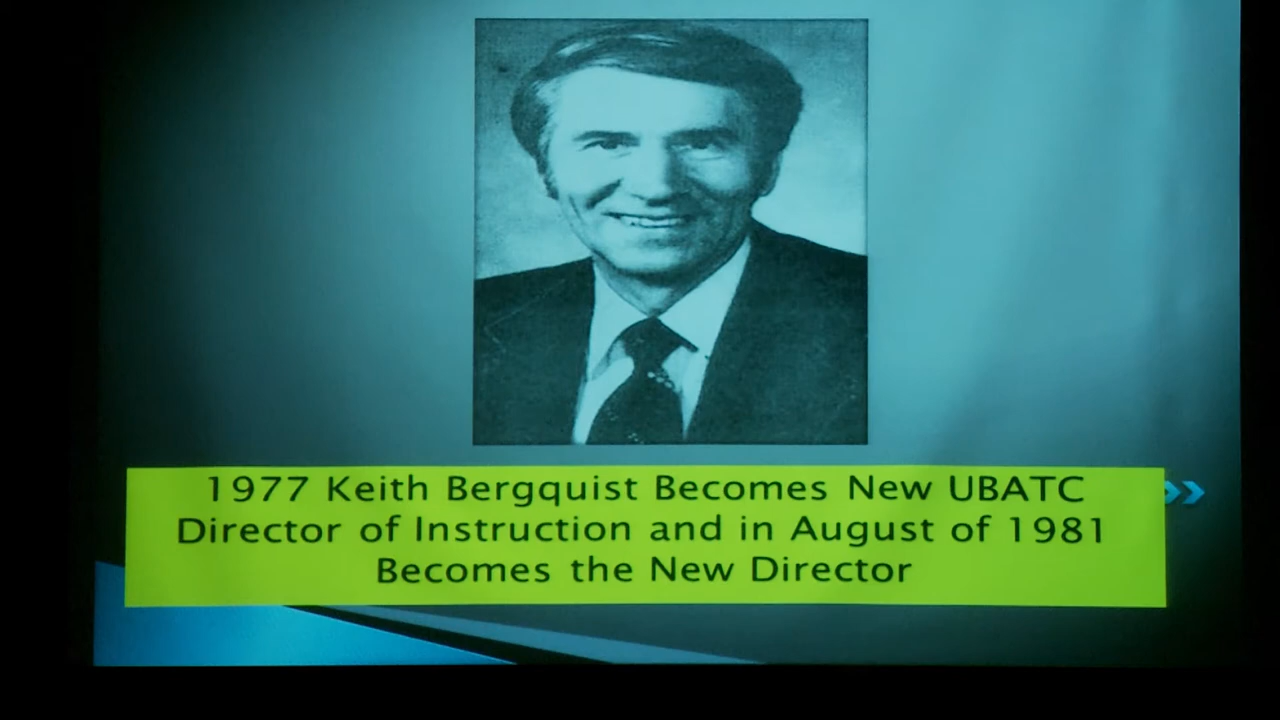 1977 Keith Bergquist Becomes New UBATC
Director of Instruction and in August of 1981
Becomes the New Director